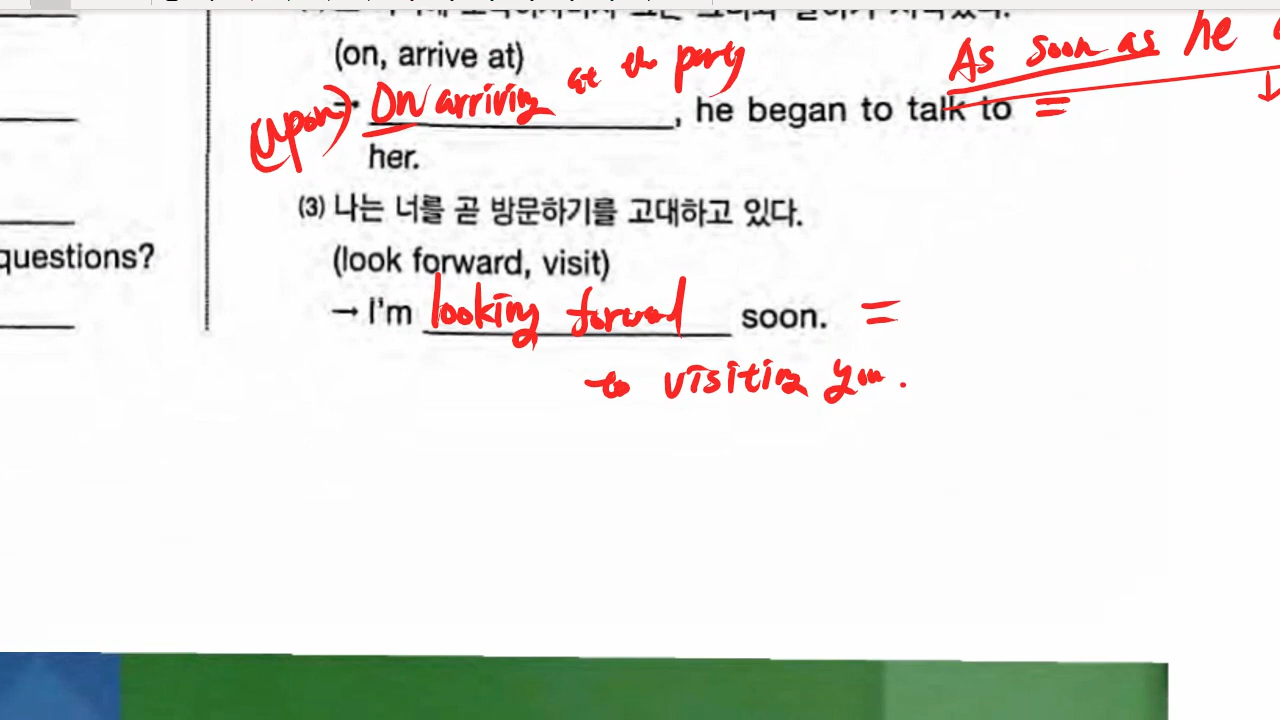 (on, arrive at)
at the party
As soon as he
(upon) → On arriving, he began to talk to =
her.
(3) 나는 너를 곧 방문하기를 고대하고 있다.
questions?
(look forward, visit)
→ I'm looking forward soon. =
to visiting you.